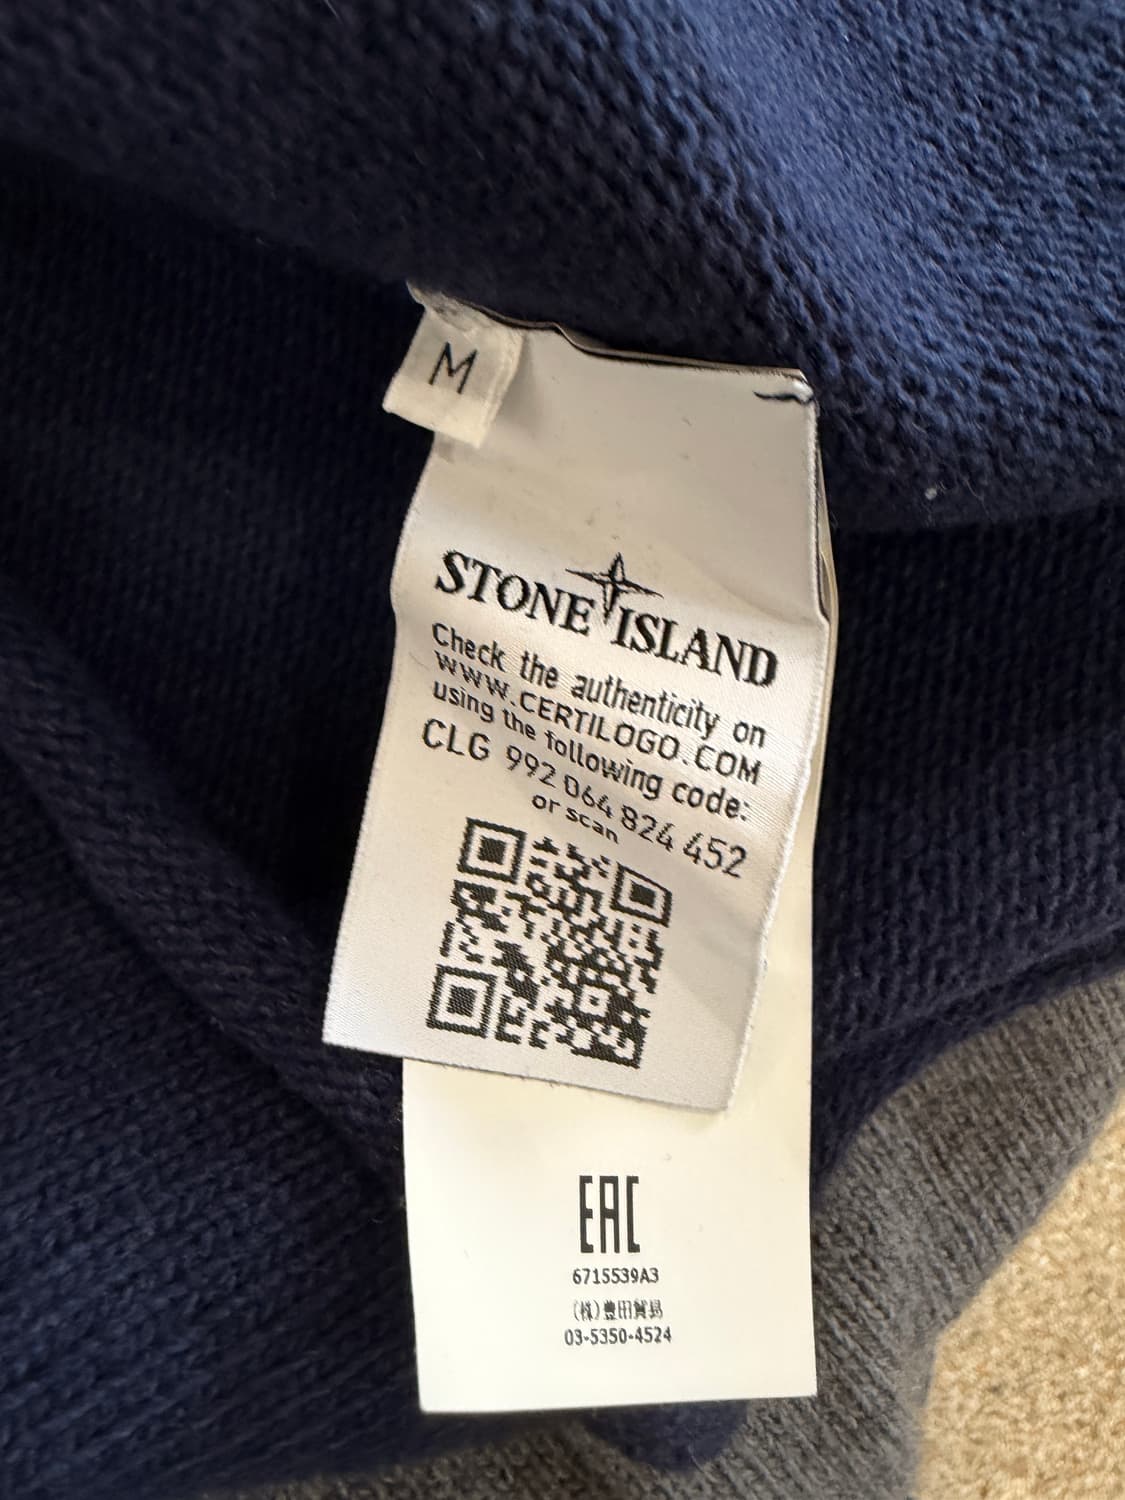 M
STONE ISLAND
Check the authenticity on
WWW.CERTILOGO.COM
using the following code:
CLG 992 064 824 452
or scan
EAC
6715539A3
(株)豊田貿易
03-5350-4524